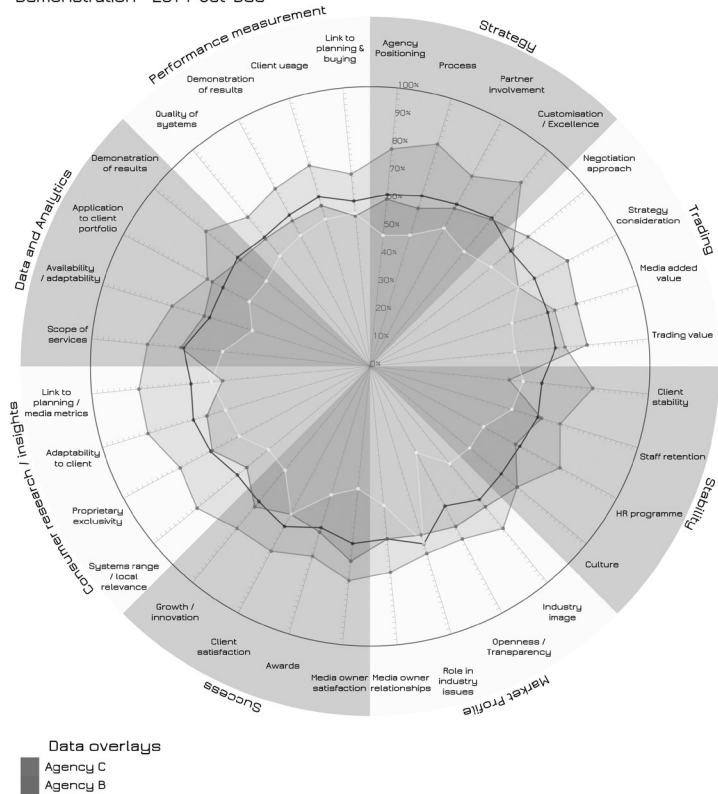 Performance measurement
Strategy
Link to
planning &
buying
Agency
Positioning
Client usage
Process
Demonstration
of results
Partner
involvement
Quality of
systems
Customisation
/ Excellence
100%
90%
80%
70%
60%
50%
40%
30%
20%
10%
0%
Data and Analytics
Demonstration
of results
Application
to client
portfolio
Availability
/ adaptability
Scope of
services
Trading
Negotiation
approach
Strategy
consideration
Media added
value
Trading value
Consumer research / insights
Link to
planning /
media metrics
Adaptability
to client
Proprietary
exclusivity
Systems range
/ local
relevance
Stability
Client
stability
Staff retention
HR programme
Culture
Success
Growth /
innovation
Client
satisfaction
Awards
Media owner
satisfaction
Market Profile
Industry
image
Openness /
Transparency
Role in
industry
issues
Media owner
relationships
Data overlays
Agency C
Agency B